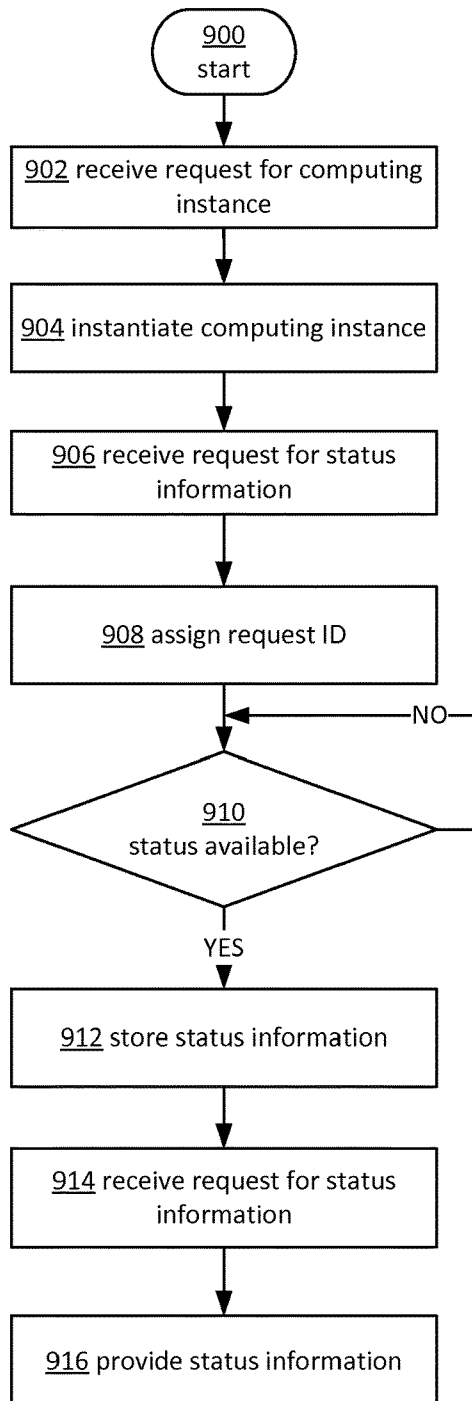 900
start
902 receive request for computing
instance
904 instantiate computing instance
906 receive request for status
information
908 assign request ID
NO
910
status available?
YES
912 store status information
914 receive request for status
information
916 provide status information